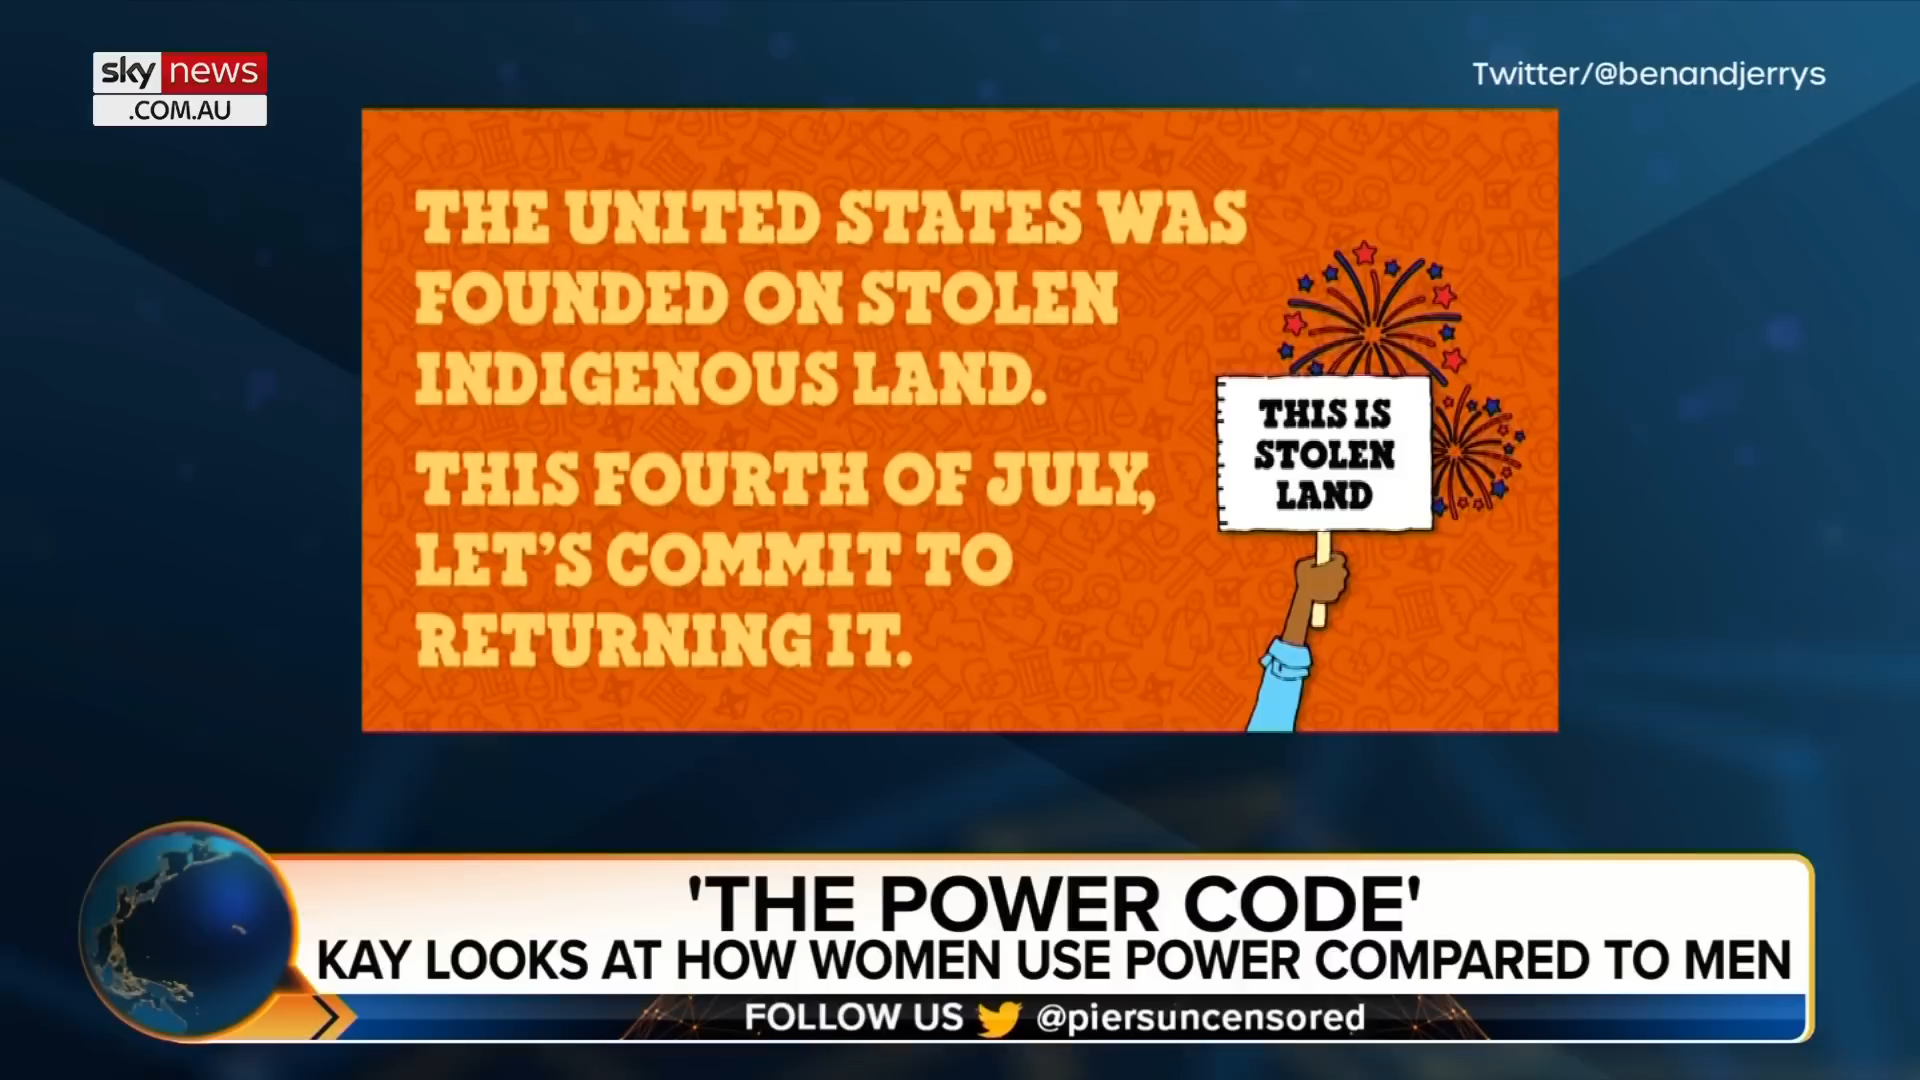 sky news
.COM.AU
Twitter/@benandjerrys
THE UNITED STATES WAS
FOUNDED ON STOLEN
INDIGENOUS LAND.
THIS FOURTH OF JULY,
LET'S COMMIT TO
RETURNING IT.
THIS IS
STOLEN
LAND
'THE POWER CODE'
KAY LOOKS AT HOW WOMEN USE POWER COMPARED TO MEN
FOLLOW US @piersuncensored